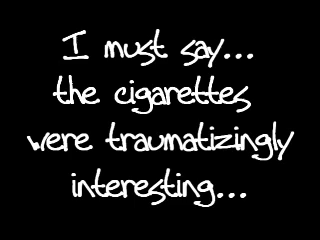 I must say...
the cigarettes
were traumatizingly
interesting...